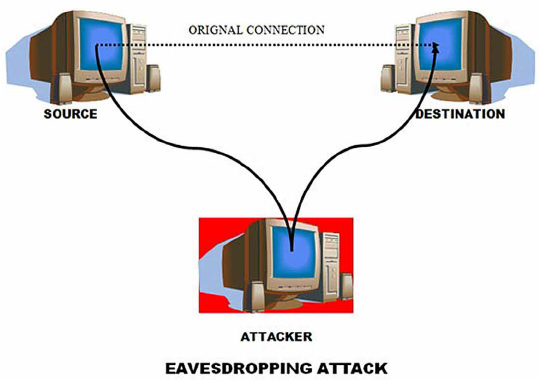 ORIGNAL CONNECTION
SOURCE
DESTINATION
ATTACKER
EAVESDROPPING ATTACK